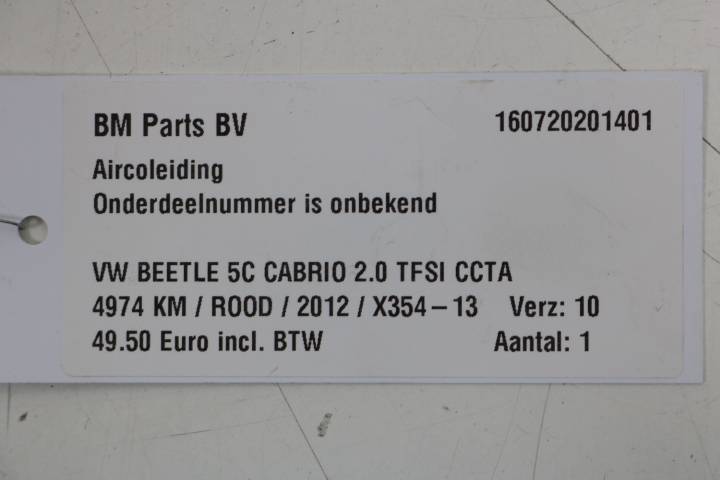 BM Parts BV 160720201401
Aircoleiding
Onderdeelnummer is onbekend
VW BEETLE 5C CABRIO 2.0 TFSI CCTA
4974 KM / ROOD / 2012 / X354-13 Verz: 10
49.50 Euro incl. BTW Aantal: 1